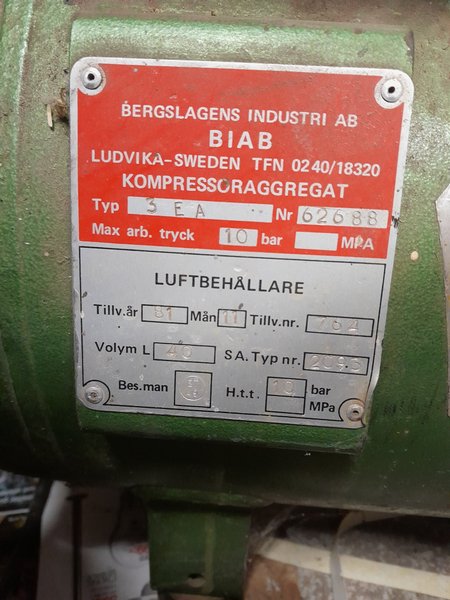 BERGSLAGENS INDUSTRI AB
BIAB
LUDVIKA-SWEDEN TFN 0240/18320
KOMPRESSORAGGREGAT
Typ 3 EA Nr 62688
Max arb. tryck 10 bar MPA
LUFTBEHÅLLARE
Tillv.år 81 Mån 11 Tillv.nr. 164
Volym L 40 S.A. Typ nr. 2095
Bes.man H.t.t. bar
MPa